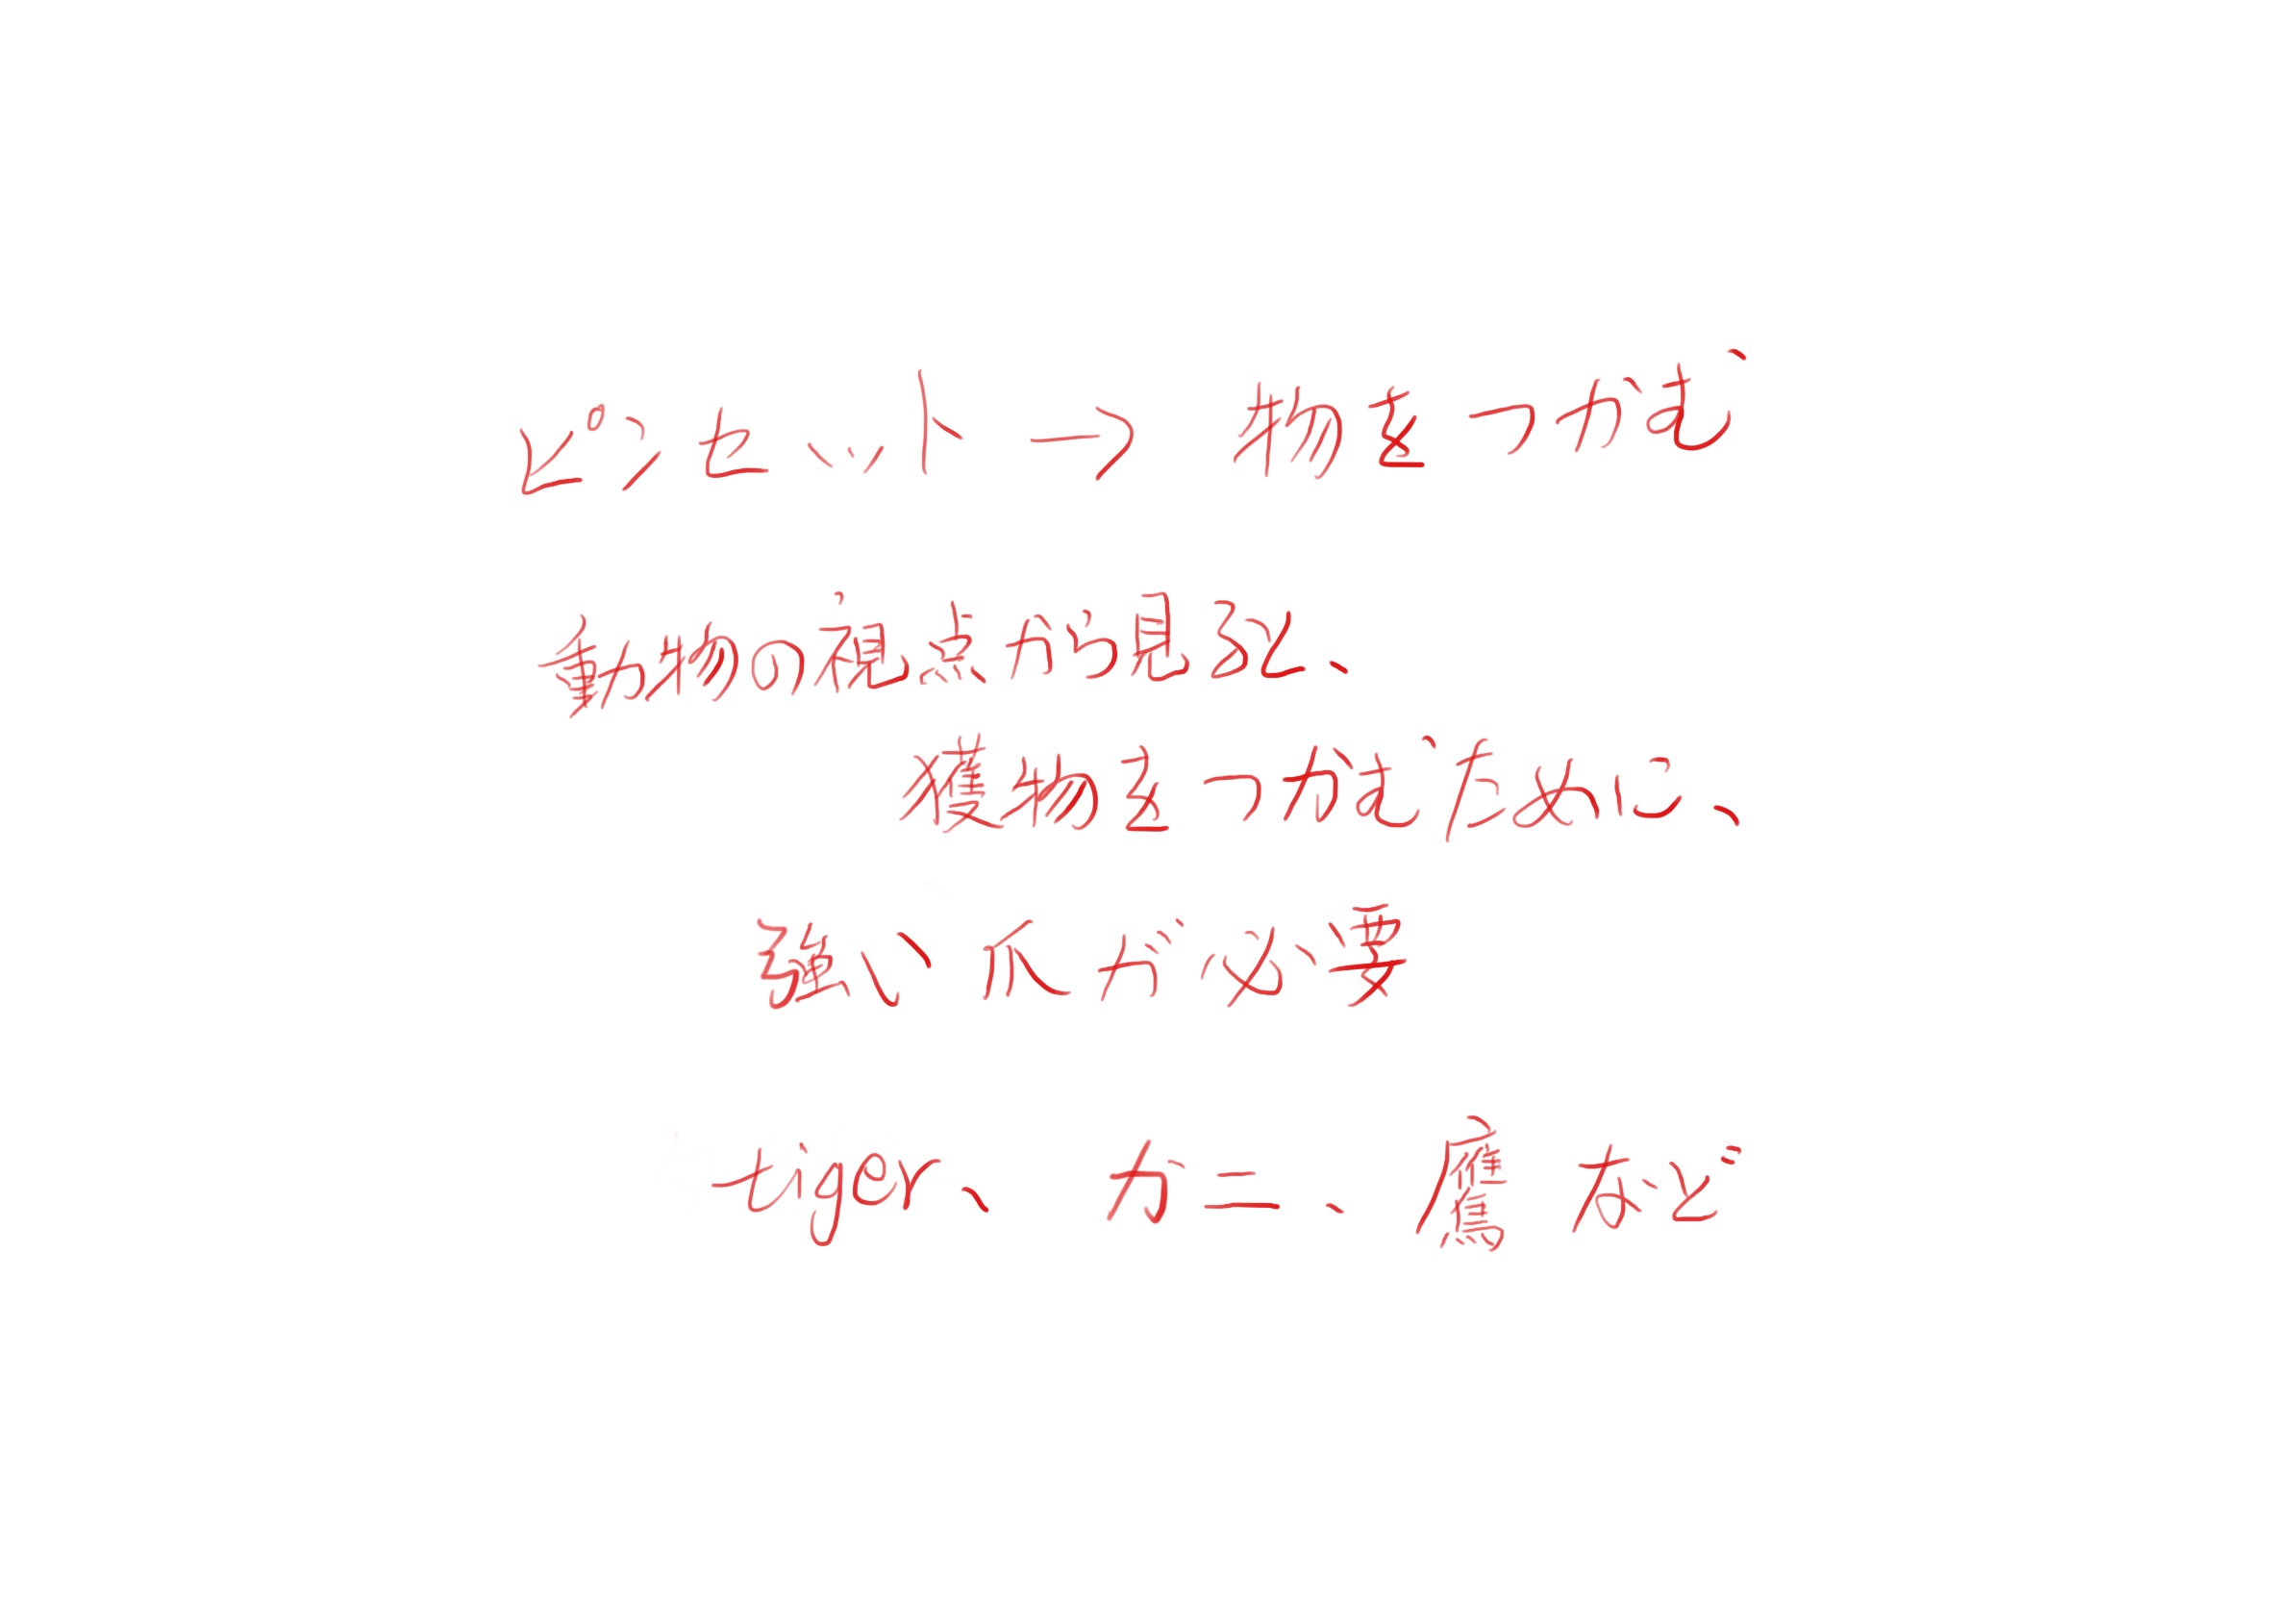 ピンセット → 物をつかむ
動物の視点から見ると、
獲物をつかむために、
強い爪が必要
tiger、カニ、鷹など